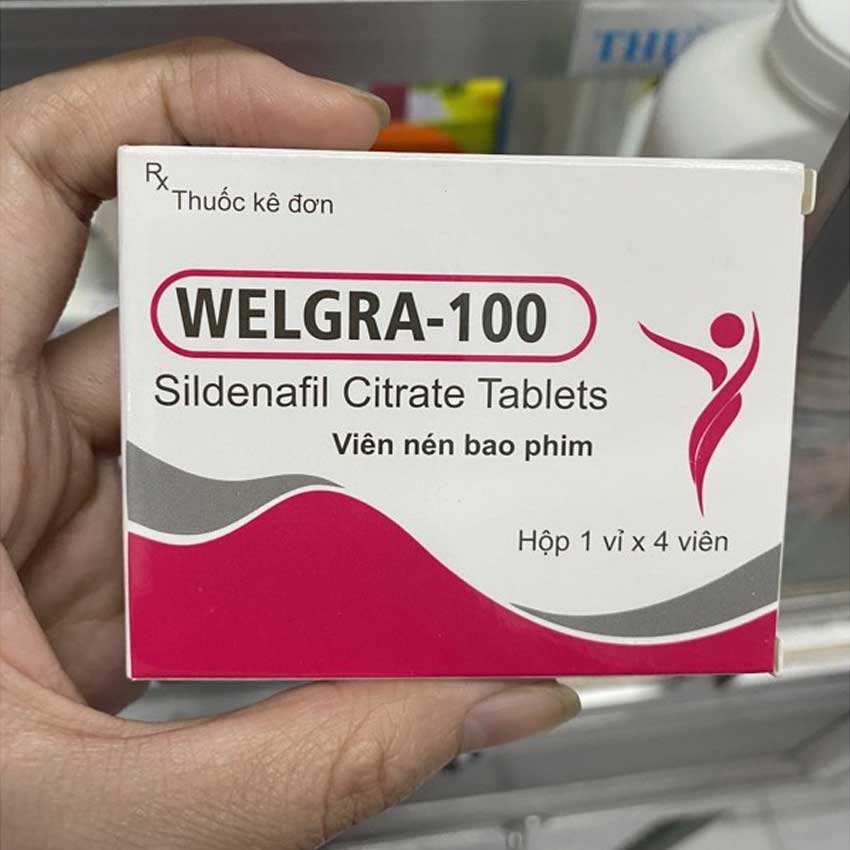 Rx Thuốc kê đơn
WELGRA-100
Sildenafil Citrate Tablets
Viên nén bao phim
Hộp 1 vỉ x 4 viên